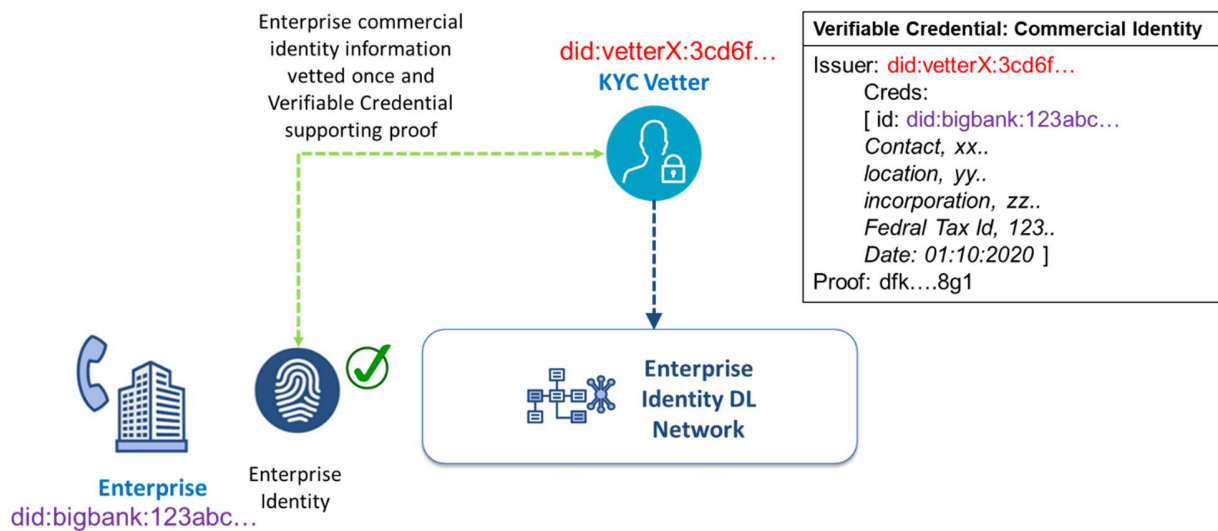 Enterprise commercial
identity information
vetted once and
Verifiable Credential
supporting proof
did:vetterX:3cd6f...
KYC Vetter
Verifiable Credential: Commercial Identity
Issuer: did:vetterX:3cd6f...
Creds:
[ id: did:bigbank:123abc...
Contact, xx..
location, yy..
incorporation, zz..
Fedral Tax Id, 123..
Date: 01:10:2020 ]
Proof: dfk....8g1
Enterprise
Identity DL
Network
Enterprise
did:bigbank:123abc...
Enterprise
Identity